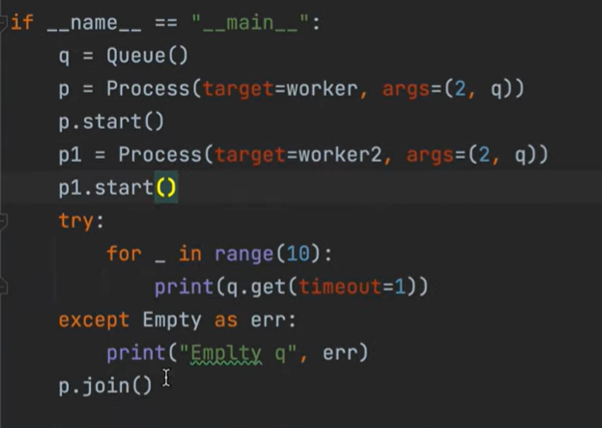 if __name__ == "__main__":
    q = Queue()
    p = Process(target=worker, args=(2, q))
    p.start()
    p1 = Process(target=worker2, args=(2, q))
    p1.start()
    try:
        for _ in range(10):
            print(q.get(timeout=1))
    except Empty as err:
        print("Emplty q", err)
    p.join()